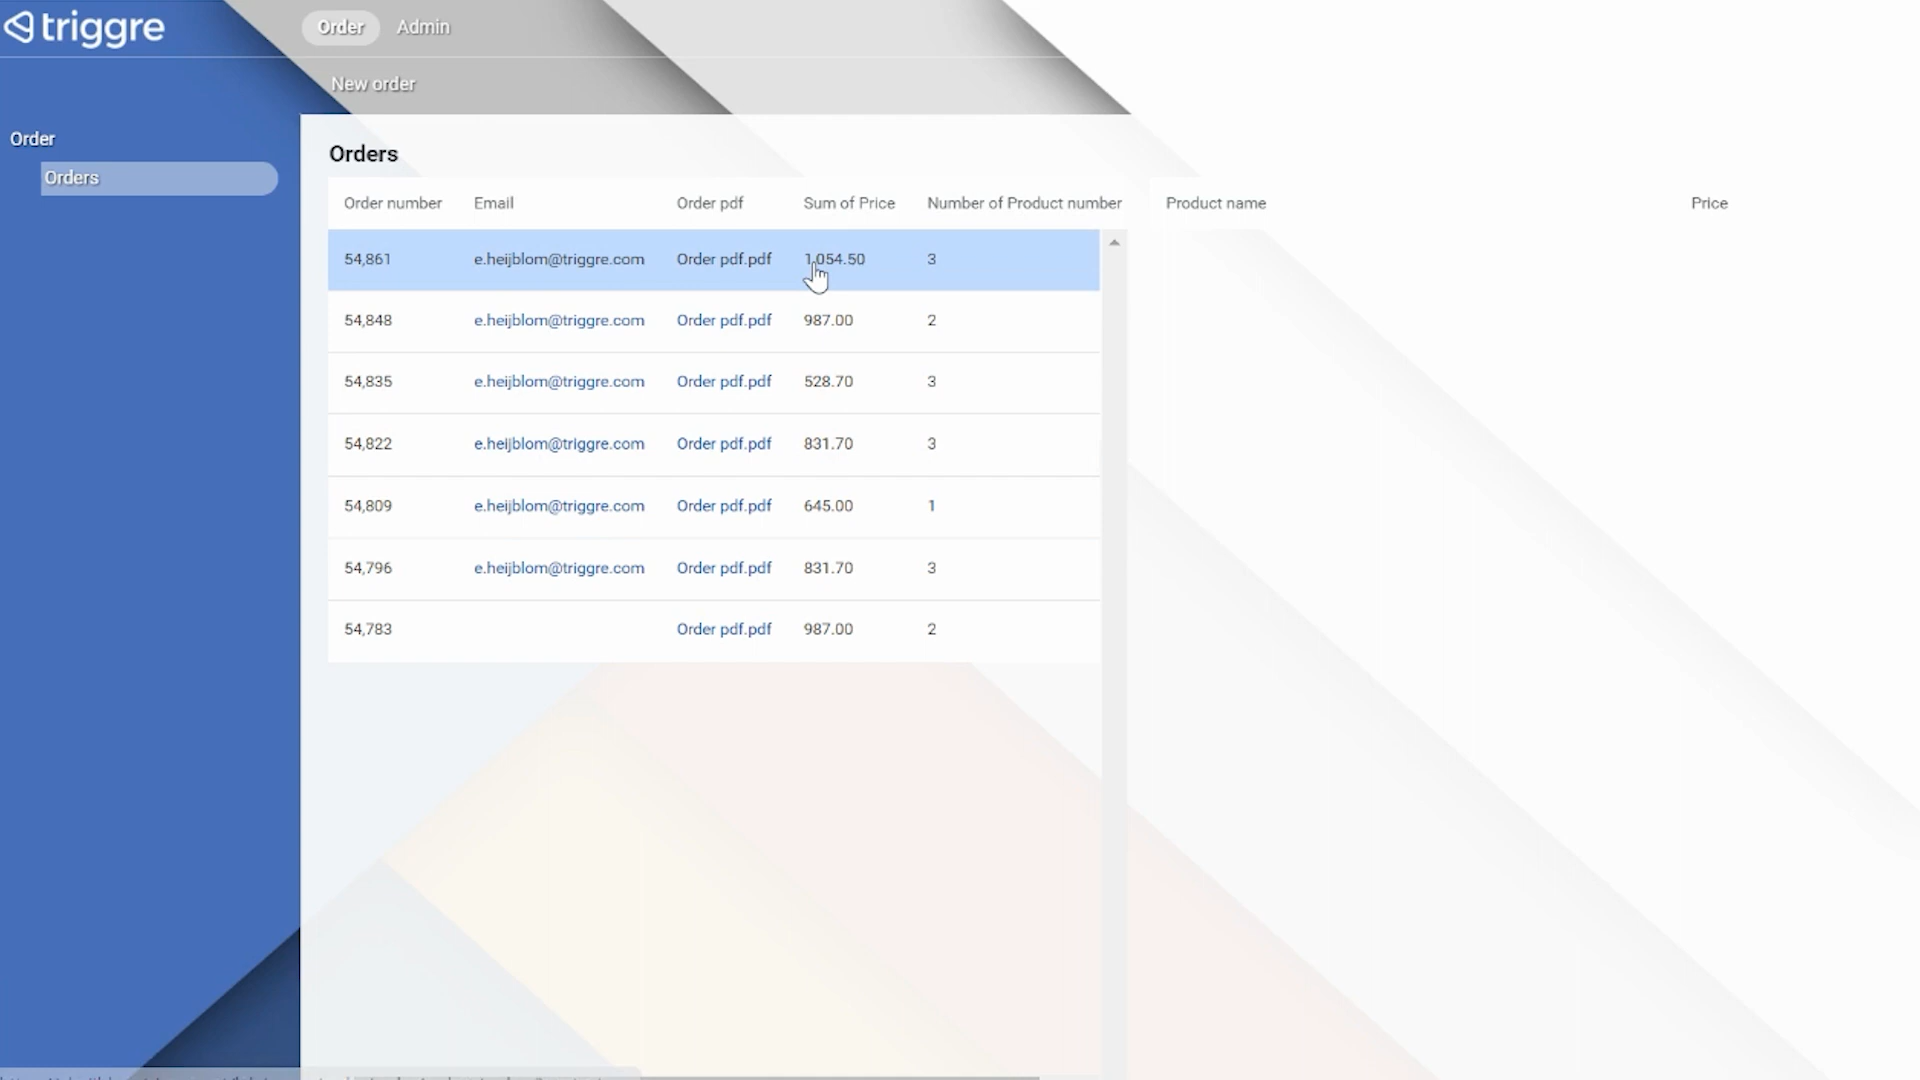 triggre
Order Admin
New order
Order
Orders
Orders
Order number Email Order pdf Sum of Price Number of Product number Product name Price
54,861 e.heijblom@triggre.com Order pdf.pdf 1,054.50 3
54,848 e.heijblom@triggre.com Order pdf.pdf 987.00 2
54,835 e.heijblom@triggre.com Order pdf.pdf 528.70 3
54,822 e.heijblom@triggre.com Order pdf.pdf 831.70 3
54,809 e.heijblom@triggre.com Order pdf.pdf 645.00 1
54,796 e.heijblom@triggre.com Order pdf.pdf 831.70 3
54,783 Order pdf.pdf 987.00 2